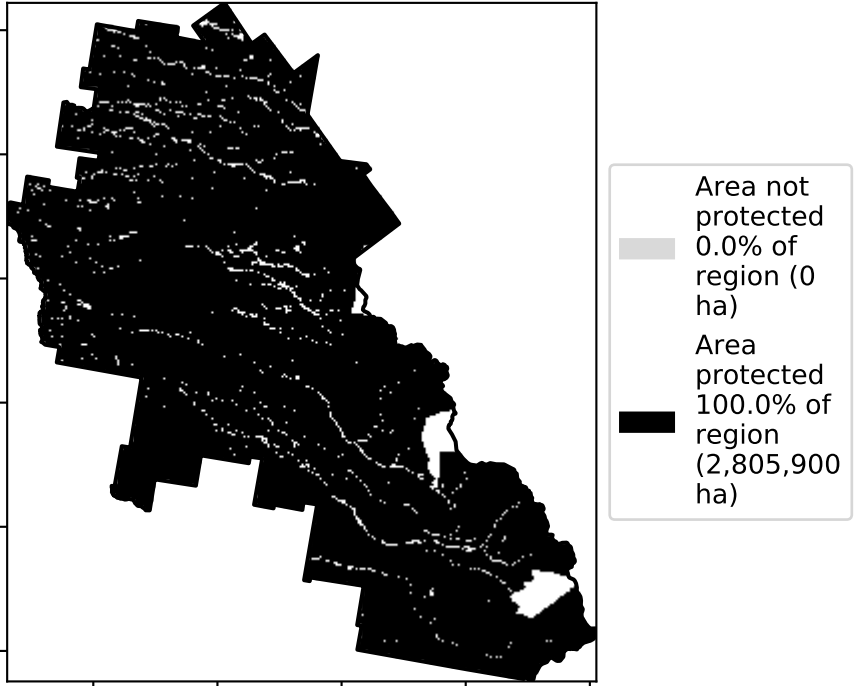 Area not
protected
0.0% of
region (0
ha)
Area
protected
100.0% of
region
(2,805,900
ha)